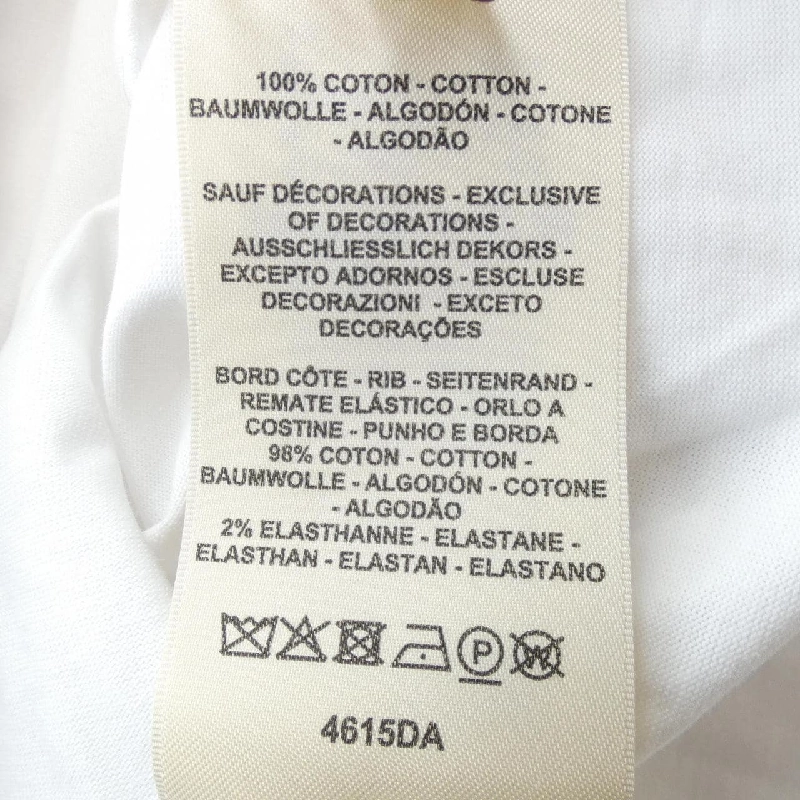 100% COTON - COTTON -
BAUMWOLLE - ALGODÓN - COTONE
- ALGODÃO
SAUF DÉCORATIONS - EXCLUSIVE
OF DECORATIONS -
AUSSCHLIESSLICH DEKORS -
EXCEPTO ADORNOS - ESCLUSE
DECORAZIONI - EXCETO
DECORAÇÕES
BORD CÔTE - RIB - SEITENRAND -
REMATE ELÁSTICO - ORLO A
COSTINE - PUNHO E BORDA
98% COTON - COTTON -
BAUMWOLLE - ALGODÓN - COTONE
- ALGODÃO
2% ELASTHANNE - ELASTANE -
ELASTHAN - ELASTAN - ELASTANO
P W
4615DA